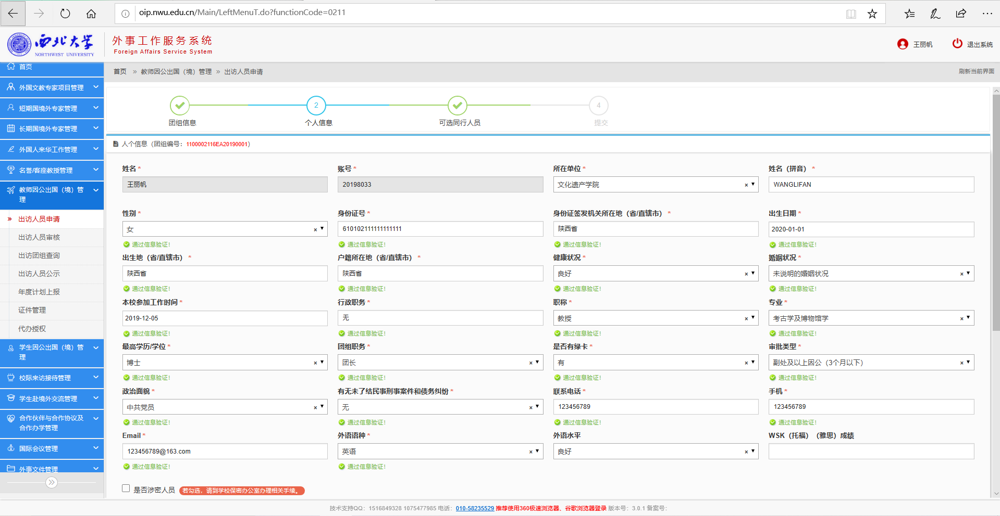 oip.nwu.edu.cn/Main/LeftMenuT.do?functionCode=0211
西北大学
NORTHWEST UNIVERSITY
外事工作服务系统
Foreign Affairs Service System
王丽帆
退出系统
首页
外国文教专家项目管理
短期国境外专家管理
长期国境外专家管理
外国人来华工作管理
名誉/客座教授管理
教师因公出国（境）管
理
出访人员申请
出访人员审核
出访团组查询
出访人员公示
年度计划上报
证件管理
代办授权
学生因公出国（境）管
理
校际来访接待管理
学生赴境外交流管理
合作伙伴与合作协议及
合作办学管理
国际会议管理
外事文件管理
首页 » 教师因公出国（境）管理 » 出访人员申请
刷新当前界面
2 4
团组信息 个人信息 可选同行人员 提交
人个信息（团组编号：1100002116EA20190001）
姓名 * 账号 * 所在单位 * 姓名（拼音） *
王丽帆 20198033 文化遗产学院 × WANGLIFAN
性别 * 身份证号 * 身份证签发机关所在地（省/直辖市） * 出生日期 *
女 × 610102111111111111 陕西省 2020-01-01
通过信息验证! 通过信息验证! 通过信息验证! 通过信息验证!
出生地（省/直辖市） * 户籍所在地（省/直辖市） * 健康状况 * 婚姻状况 *
陕西省 陕西省 良好 × 未说明的婚姻状况 ×
通过信息验证! 通过信息验证! 通过信息验证! 通过信息验证!
本校参加工作时间 * 行政职务 * 职称 * 专业 *
2019-12-05 无 教授 × 考古学及博物馆学 ×
通过信息验证! 通过信息验证! 通过信息验证! 通过信息验证!
最高学历/学位 * 团组职务 * 是否有绿卡 * 审批类型 *
博士 × 团长 × 有 × 副处及以上因公（3个月以下） ×
通过信息验证! 通过信息验证! 通过信息验证! 通过信息验证!
政治面貌 * 有无未了结民事刑事案件和债务纠纷 * 联系电话 * 手机 *
中共党员 × 无 × 123456789 123456789
通过信息验证! 通过信息验证! 通过信息验证! 通过信息验证!
Email * 外语语种 * 外语水平 WSK（托福）（雅思）成绩
123456789@163.com 英语 × 良好 ×
通过信息验证! 通过信息验证!
是否涉密人员 若勾选，请到学校保密办公室办理相关手续。
技术支持QQ：1516849328 1075477985 电话：010-58235529 推荐使用360极速浏览器、谷歌浏览器登录 版本号：3.0.1 备案号：